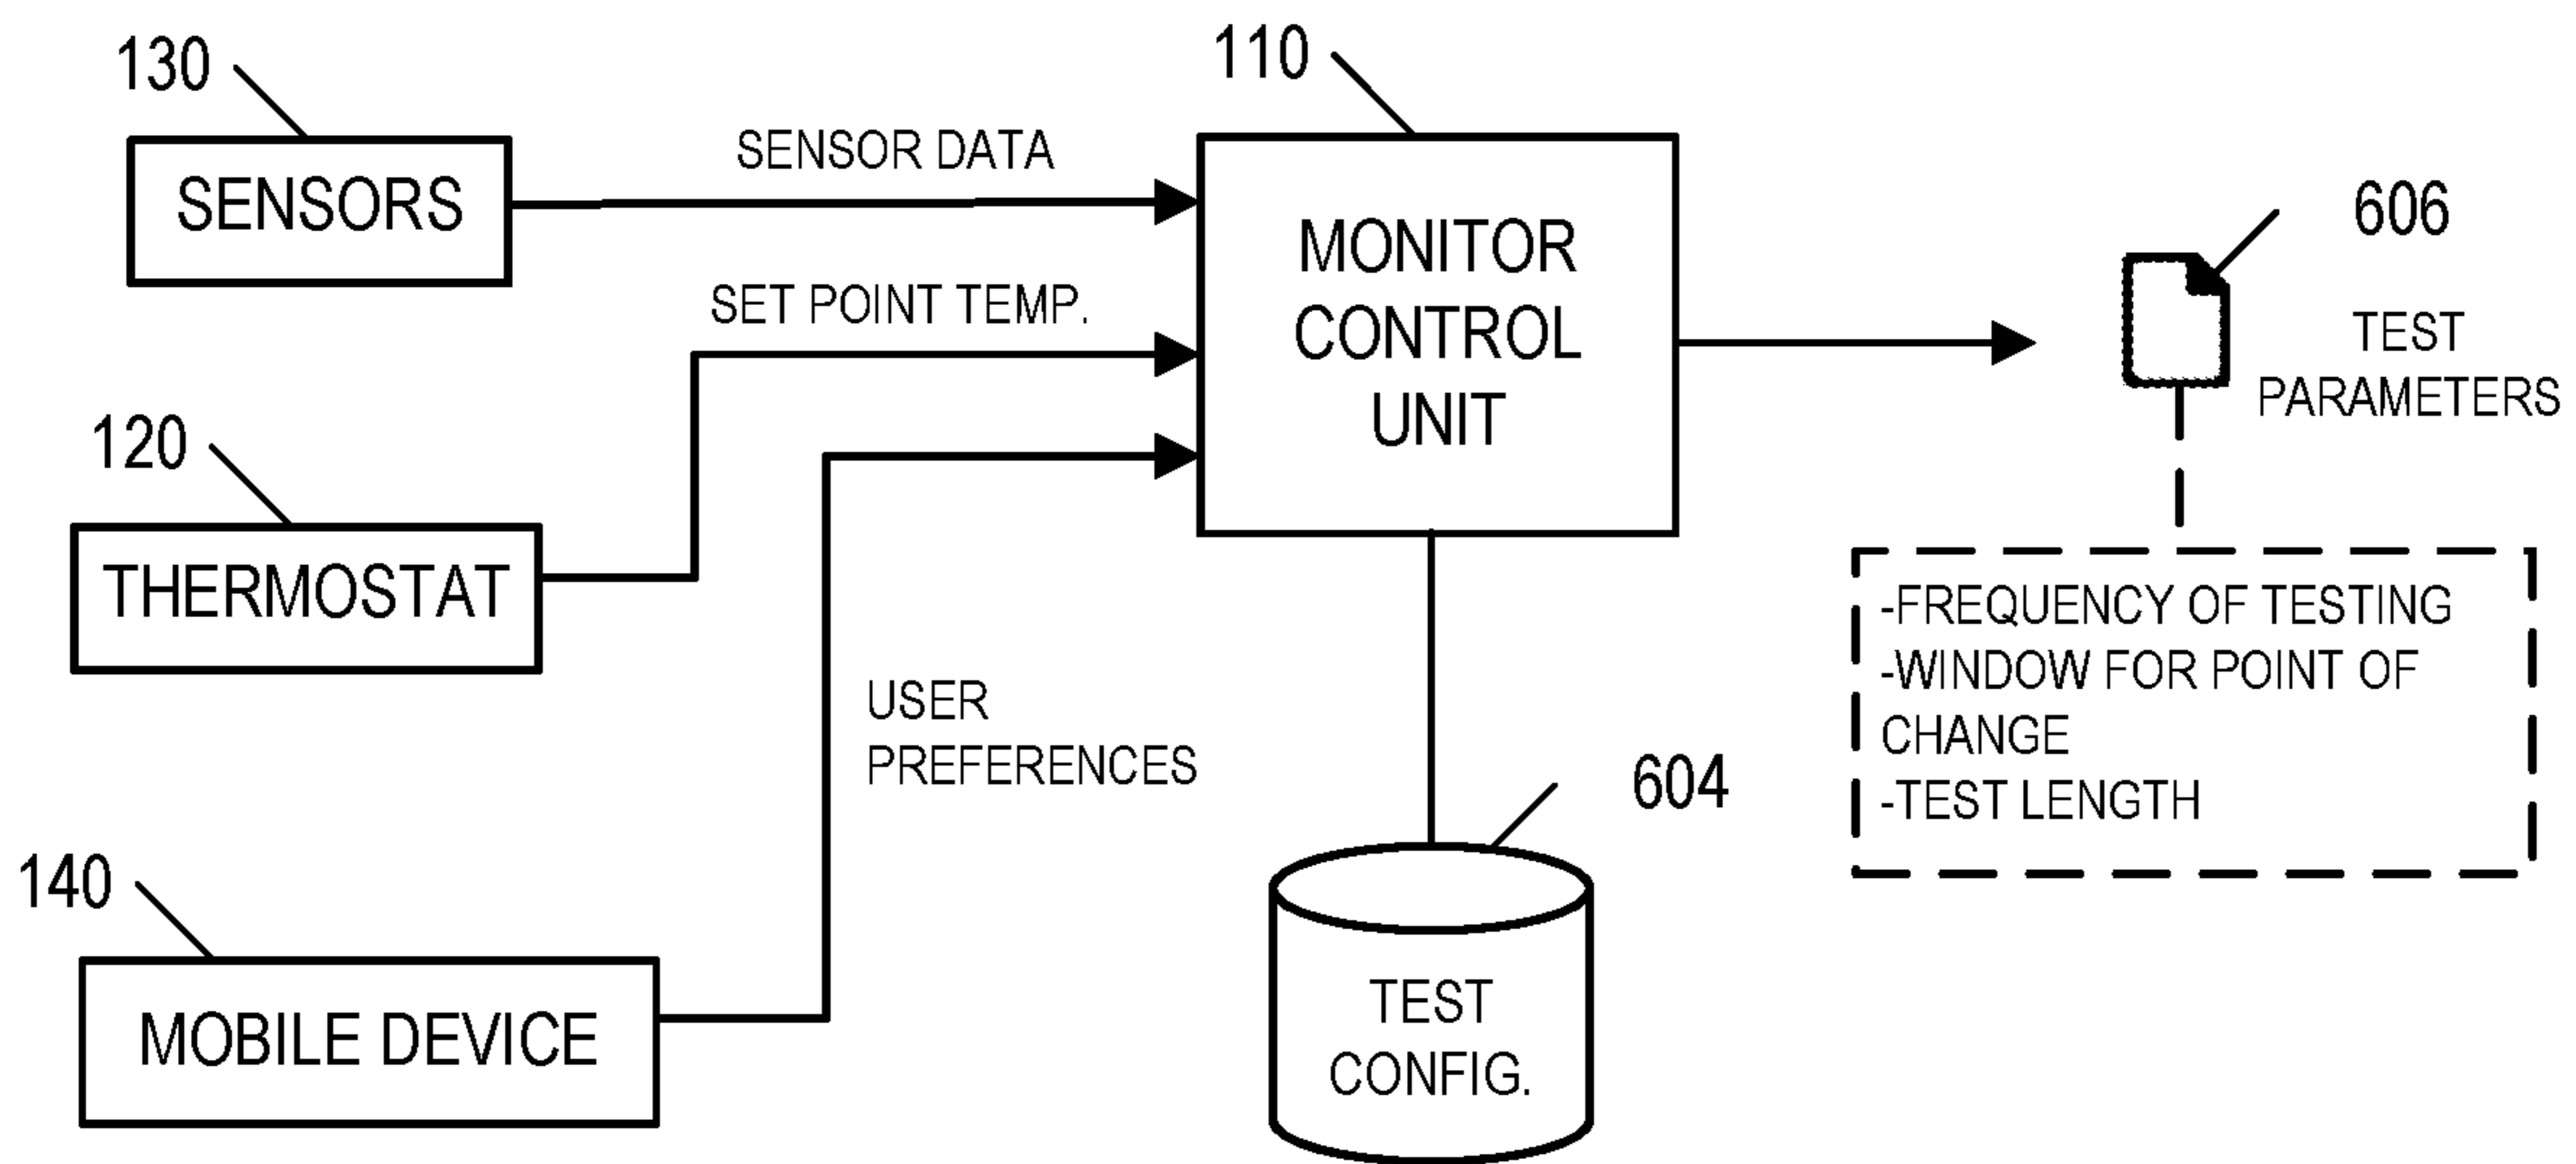 130
SENSORS
SENSOR DATA
110
MONITOR
CONTROL
UNIT
606
TEST
PARAMETERS
SET POINT TEMP.
120
THERMOSTAT
USER
PREFERENCES
-FREQUENCY OF TESTING
-WINDOW FOR POINT OF
CHANGE
-TEST LENGTH
140
MOBILE DEVICE
604
TEST
CONFIG.